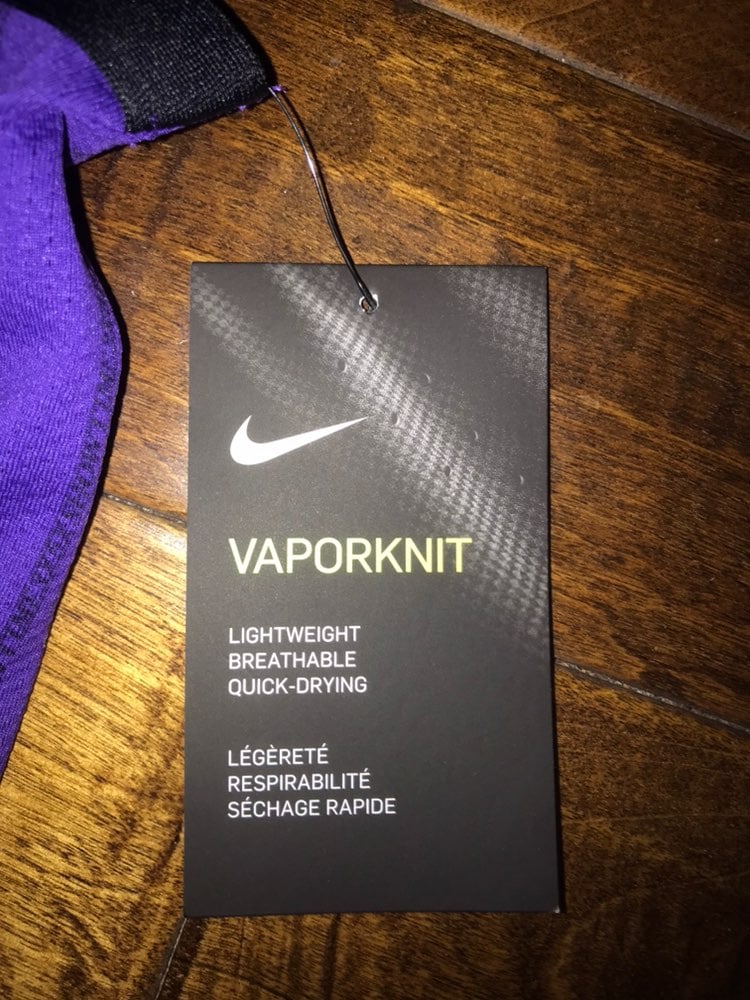 VAPORKNIT
LIGHTWEIGHT
BREATHABLE
QUICK-DRYING
LÉGÈRETÉ
RESPIRABILITÉ
SÉCHAGE RAPIDE